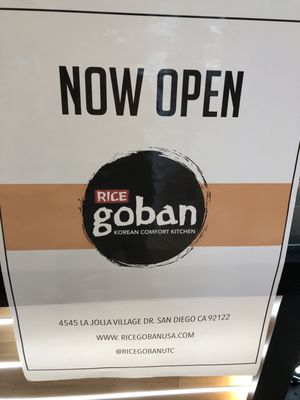 NOW OPEN
RICE
goban
KOREAN COMFORT KITCHEN
4545 LA JOLLA VILLAGE DR. SAN DIEGO CA 92122
WWW. RICEGOBANUSA.COM
@RICEGOBANUTC